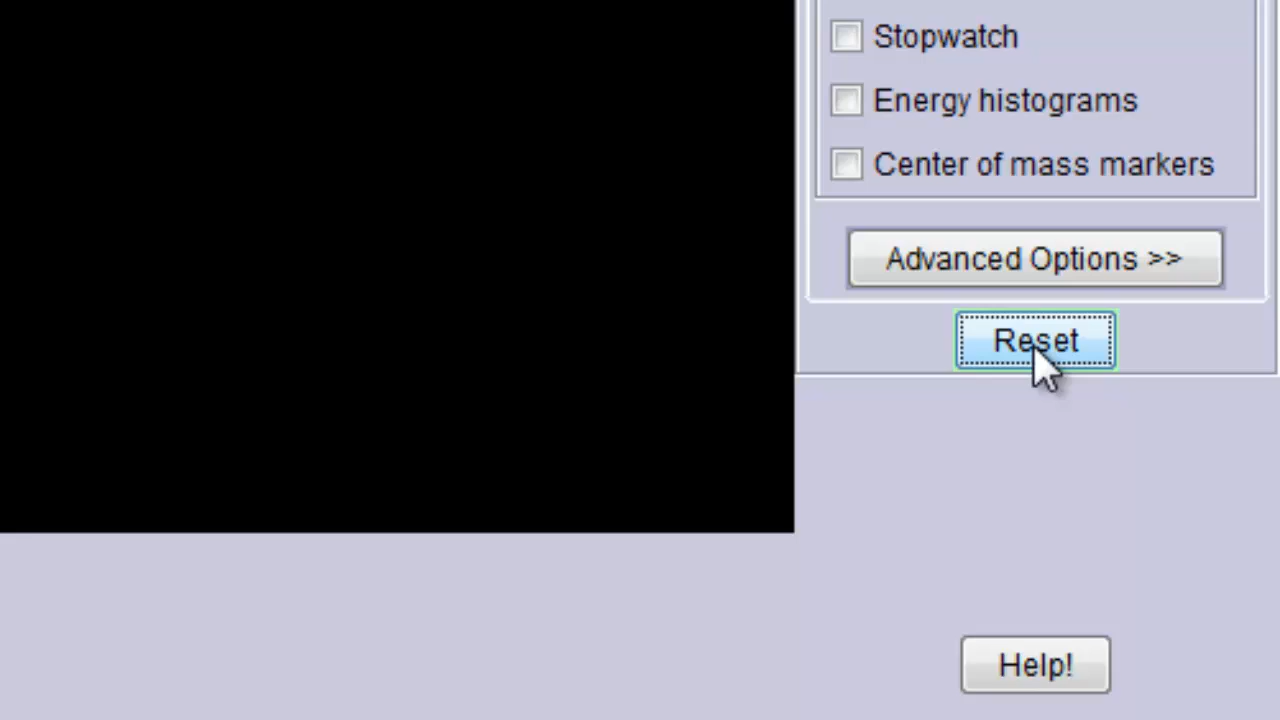 Stopwatch
Energy histograms
Center of mass markers
Advanced Options >>
Reset
Help!